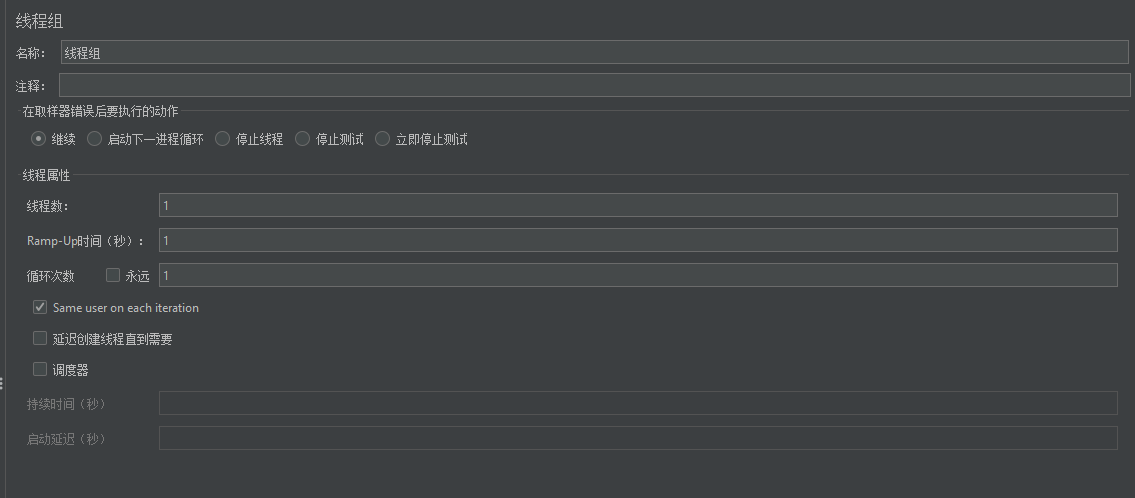 线程组
名称： 线程组
注释：
在取样器错误后要执行的动作
继续 启动下一进程循环 停止线程 停止测试 立即停止测试
线程属性
线程数： 1
Ramp-Up时间（秒）： 1
循环次数 永远 1
Same user on each iteration
延迟创建线程直到需要
调度器
持续时间（秒）
启动延迟（秒）